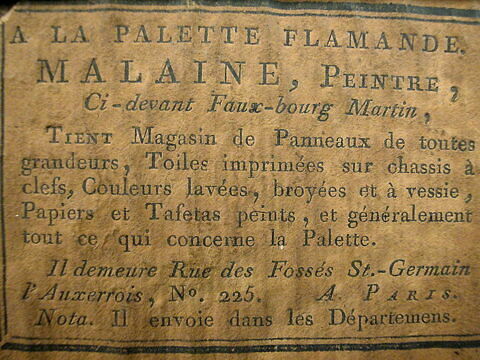 A LA PALETTE FLAMANDE.
MALAINE, PEINTRE,
Ci-devant Faux-bourg Martin,
TIENT Magasin de Panneaux de toutes
grandeurs, Toiles imprimées sur chassis à
clefs, Couleurs lavées, broyées et à vessie,
Papiers et Tafetas peints, et généralement
tout ce qui concerne la Palette.
Il demeure Rue des Fossés St.-Germain
l'Auxerrois, No. 225. A PARIS.
Nota. Il envoie dans les Départemens.